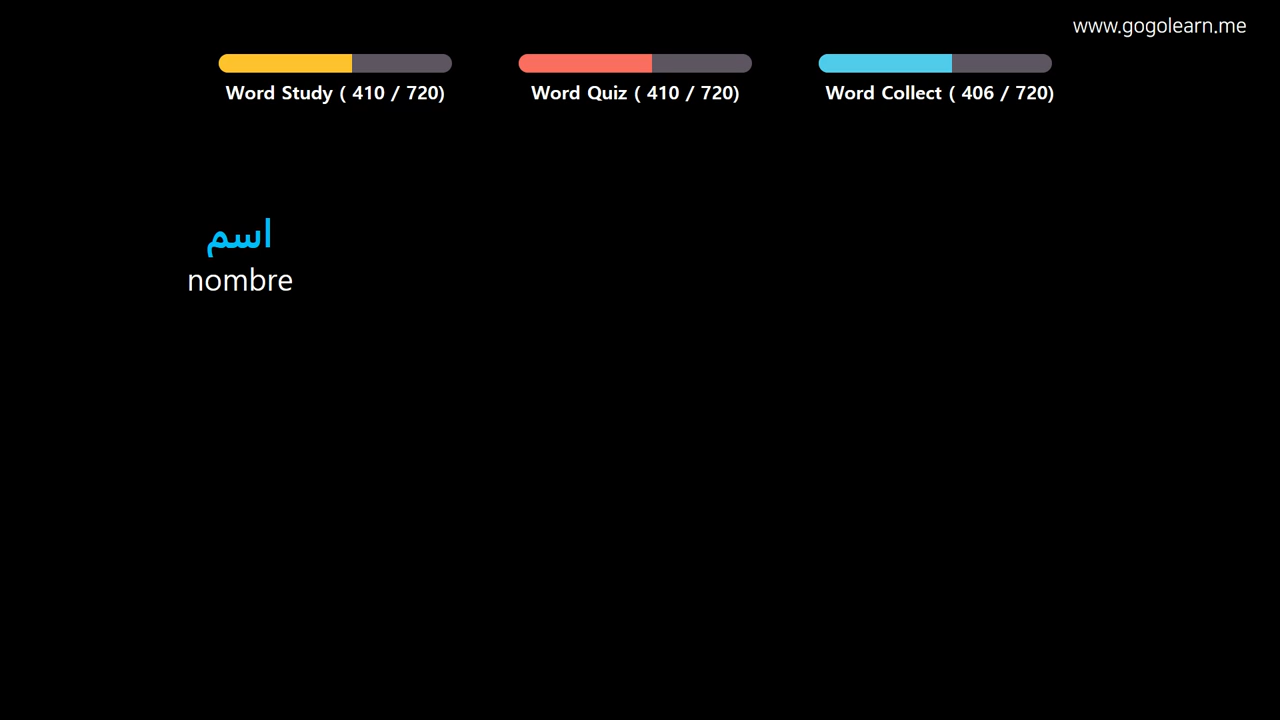 www.gogolearn.me
Word Study ( 410 / 720)
Word Quiz ( 410 / 720)
Word Collect ( 406 / 720)
اسم
nombre